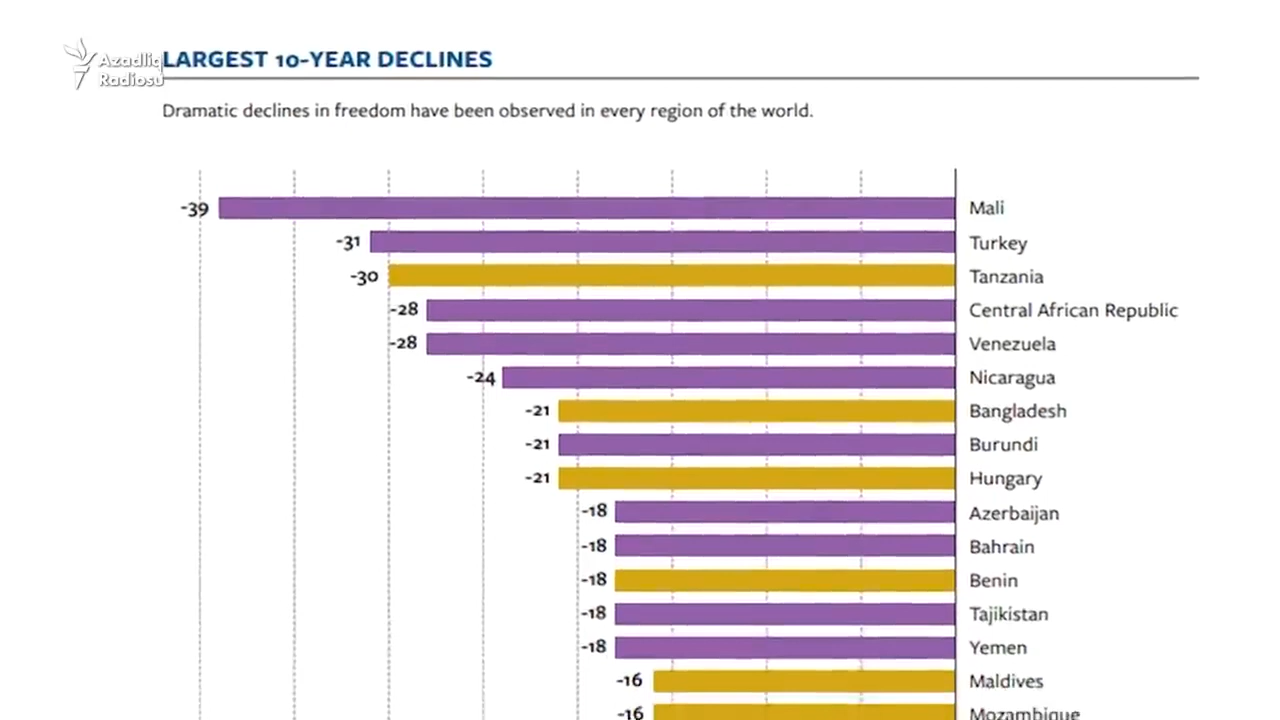 Azadlıq
Radiosu
LARGEST 10-YEAR DECLINES
Dramatic declines in freedom have been observed in every region of the world.
-39 Mali
-31 Turkey
-30 Tanzania
-28 Central African Republic
-28 Venezuela
-24 Nicaragua
-21 Bangladesh
-21 Burundi
-21 Hungary
-18 Azerbaijan
-18 Bahrain
-18 Benin
-18 Tajikistan
-18 Yemen
-16 Maldives
-16 Mozambique